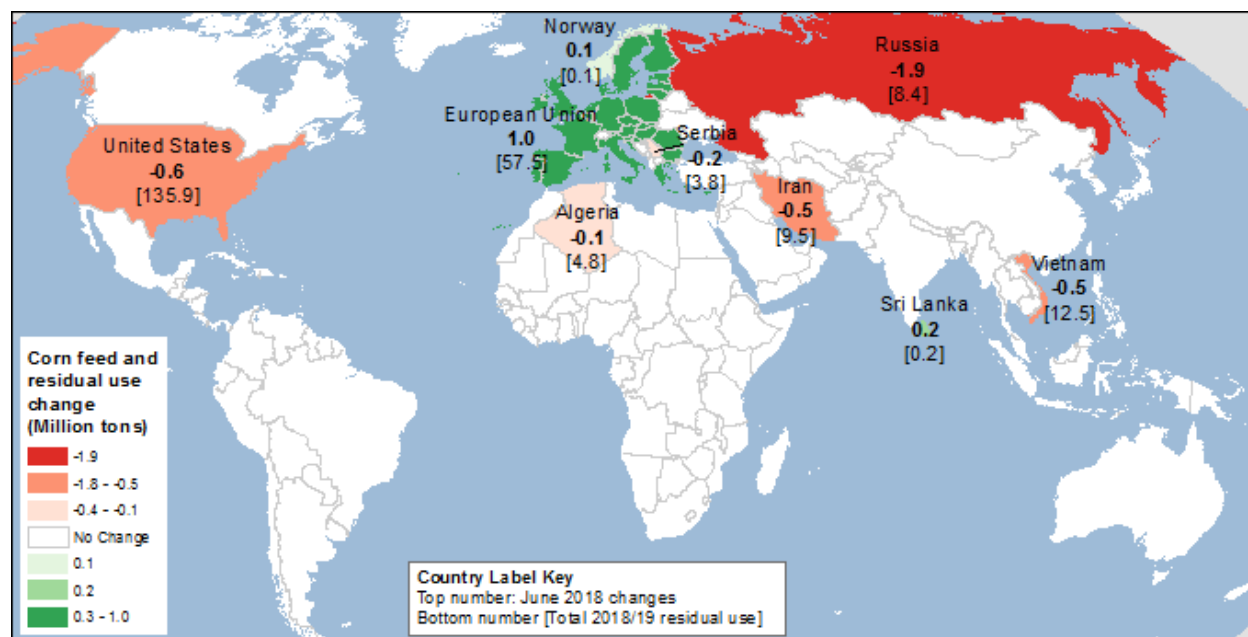 Norway
0.1
[0.1]
Russia
-1.9
[8.4]
European Union
1.0
[57.5]
Serbia
-0.2
[3.8]
United States
-0.6
[135.9]
Iran
-0.5
[9.5]
Algeria
-0.1
[4.8]
Vietnam
-0.5
[12.5]
Sri Lanka
0.2
[0.2]
Corn feed and
residual use
change
(Million tons)
-1.9
-1.8 - -0.5
-0.4 - -0.1
No Change
0.1
0.2
0.3 - 1.0
Country Label Key
Top number: June 2018 changes
Bottom number [Total 2018/19 residual use]